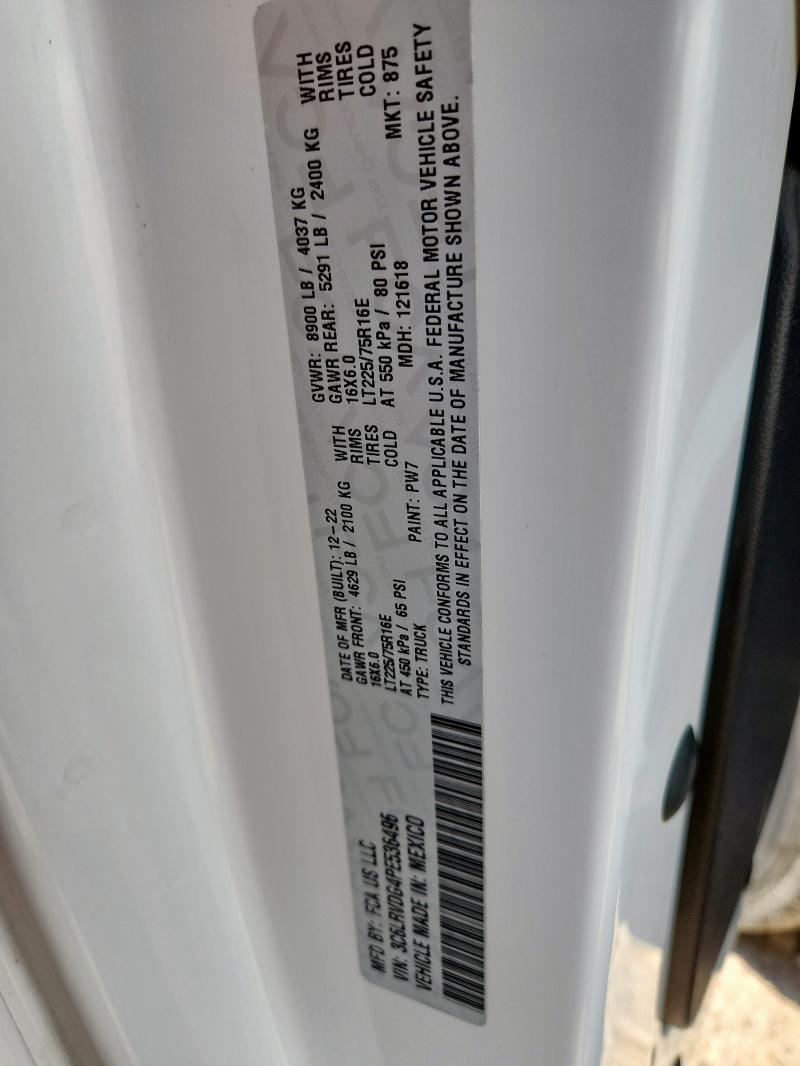 MFD BY: FCA US LLC
DATE OF MFR (BUILT): 12-22
GVWR: 8900 LB / 4037 KG
GAWR FRONT: 4629 LB / 2100 KG WITH
GAWR REAR: 5291 LB / 2400 KG WITH
16X6.0 RIMS
16X6.0 RIMS
LT225/75R16E TIRES
LT225/75R16E TIRES
AT 450 kPa / 65 PSI COLD
AT 550 kPa / 80 PSI COLD
VIN: 3C6LRVDG4PE536496
TYPE: TRUCK PAINT: PW7 MDH: 121618 MKT: 875
VEHICLE MADE IN: MEXICO
THIS VEHICLE CONFORMS TO ALL APPLICABLE U.S.A. FEDERAL MOTOR VEHICLE SAFETY
STANDARDS IN EFFECT ON THE DATE OF MANUFACTURE SHOWN ABOVE.